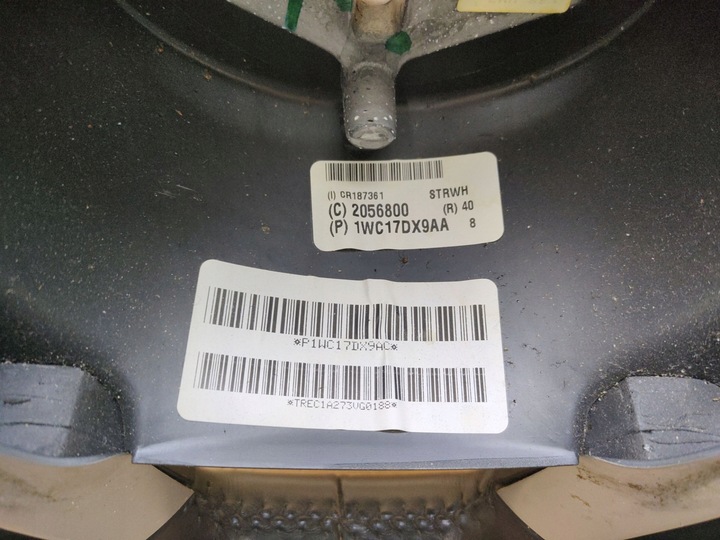 (I) CR187361 STRWH
(C) 2056800 (R) 40
(P) 1WC17DX9AA 8
*P1WC17DX9AC*
*TREC1A273VG0188*